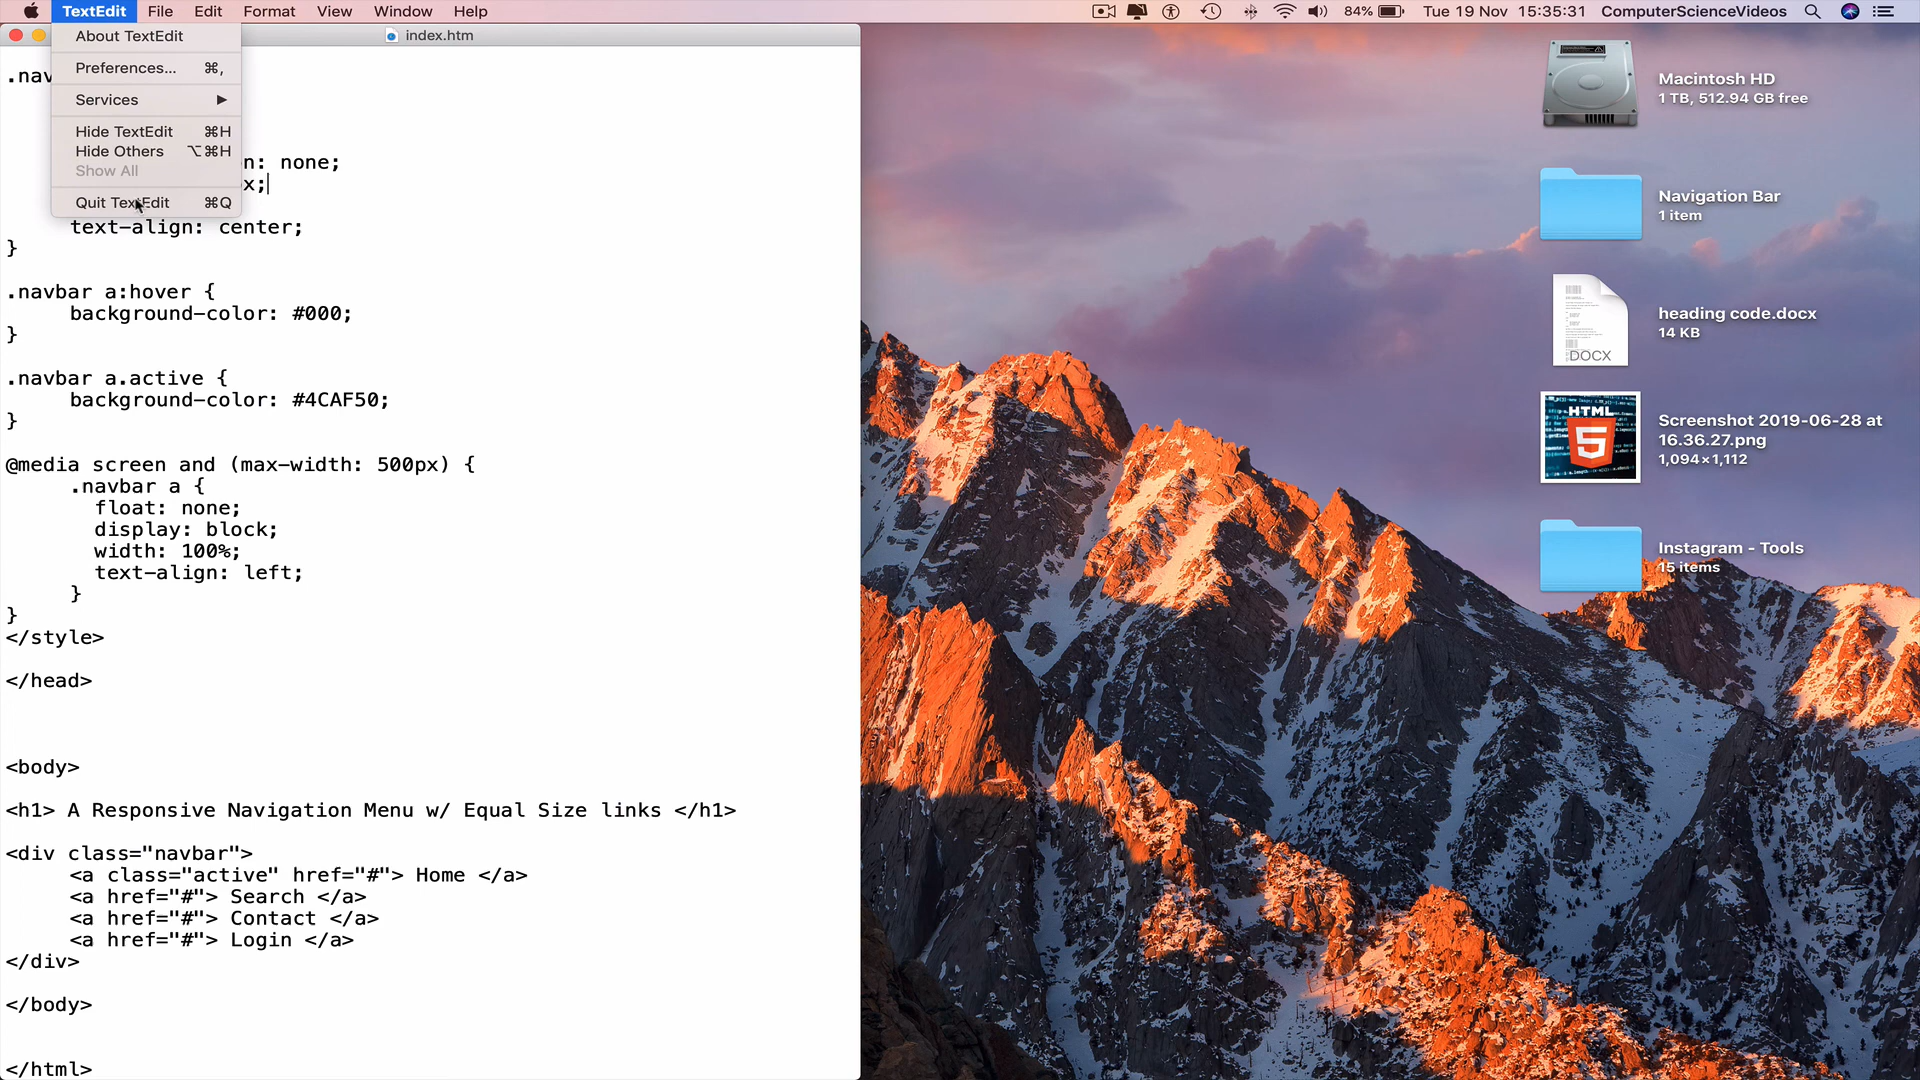 TextEdit File Edit Format View Window Help
84% Tue 19 Nov 15:35:31 ComputerScienceVideos
index.htm
About TextEdit
Preferences... ⌘,
Services ▶
Hide TextEdit ⌘H
Hide Others ⌥⌘H
Show All
Quit TextEdit ⌘Q
.nav
n: none;
x;
text-align: center;
}
.navbar a:hover {
background-color: #000;
}
.navbar a.active {
background-color: #4CAF50;
}
@media screen and (max-width: 500px) {
.navbar a {
float: none;
display: block;
width: 100%;
text-align: left;
}
}
</style>
</head>
<body>
<h1> A Responsive Navigation Menu w/ Equal Size links </h1>
<div class="navbar">
<a class="active" href="#"> Home </a>
<a href="#"> Search </a>
<a href="#"> Contact </a>
<a href="#"> Login </a>
</div>
</body>
</html>
Macintosh HD
1 TB, 512.94 GB free
Navigation Bar
1 item
DOCX
heading code.docx
14 KB
HTML
5
Screenshot 2019-06-28 at
16.36.27.png
1,094×1,112
Instagram - Tools
15 items